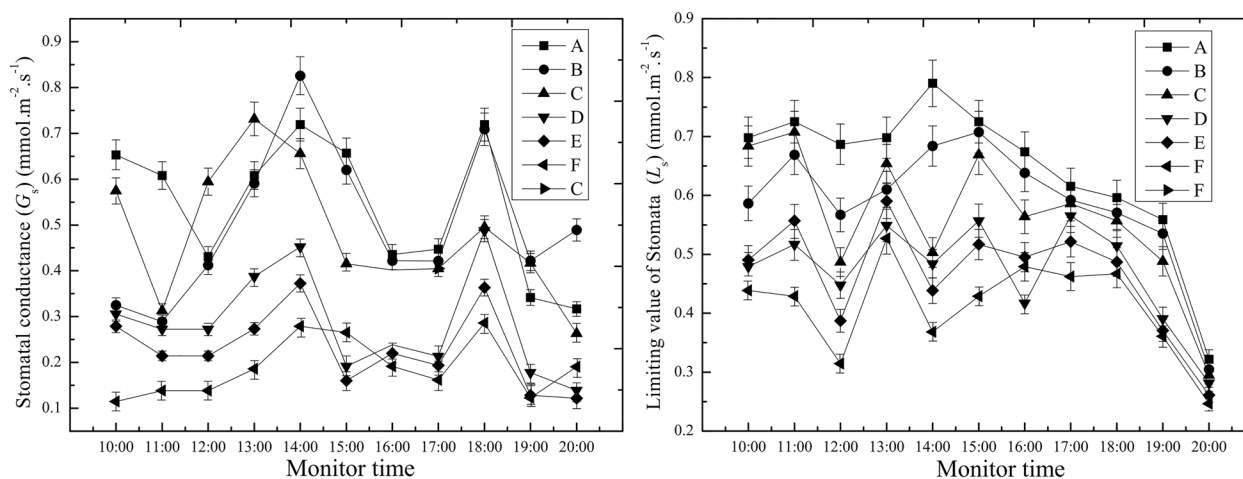 Stomatal conductance (Gs) (mmol.m-2.s-1)
0.9
0.8
0.7
0.6
0.5
0.4
0.3
0.2
0.1
A
B
C
D
E
F
C
10:00 11:00 12:00 13:00 14:00 15:00 16:00 17:00 18:00 19:00 20:00
Monitor time
Limiting value of Stomata (Ls) (mmol.m-2.s-1)
0.9
0.8
0.7
0.6
0.5
0.4
0.3
0.2
A
B
C
D
E
F
F
10:00 11:00 12:00 13:00 14:00 15:00 16:00 17:00 18:00 19:00 20:00
Monitor time